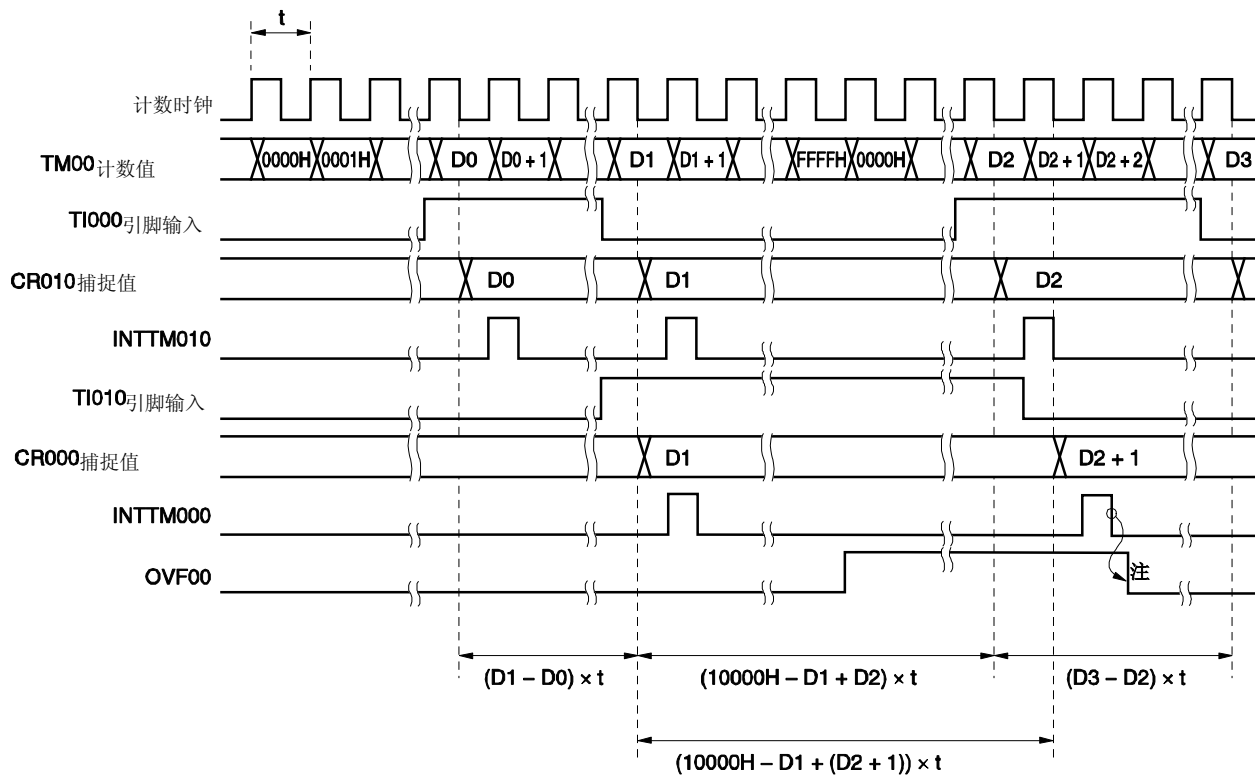 t
计数时钟
TM00计数值
0000H 0001H D0 D0 + 1 D1 D1 + 1 FFFFH 0000H D2 D2 + 1 D2 + 2 D3
TI000引脚输入
CR010捕捉值
D0 D1 D2
INTTM010
TI010引脚输入
CR000捕捉值
D1 D2 + 1
INTTM000
OVF00
注
(D1 – D0) × t (10000H – D1 + D2) × t (D3 – D2) × t
(10000H – D1 + (D2 + 1)) × t